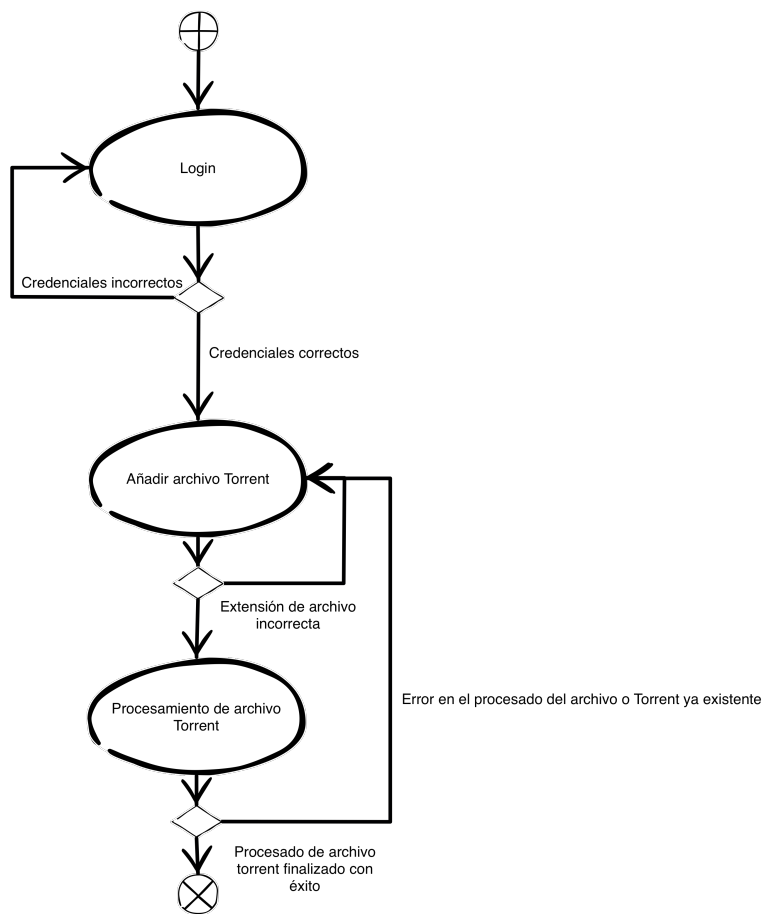 Login
Credenciales incorrectos
Credenciales correctos
Añadir archivo Torrent
Extensión de archivo
incorrecta
Procesamiento de archivo
Torrent
Error en el procesado del archivo o Torrent ya existente
Procesado de archivo
torrent finalizado con
éxito